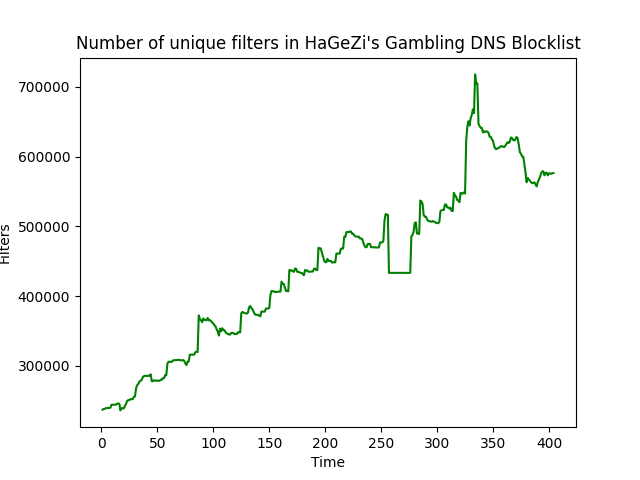 Number of unique filters in HaGeZi's Gambling DNS Blocklist
700000
600000
500000
400000
300000
Filters
0 50 100 150 200 250 300 350 400
Time